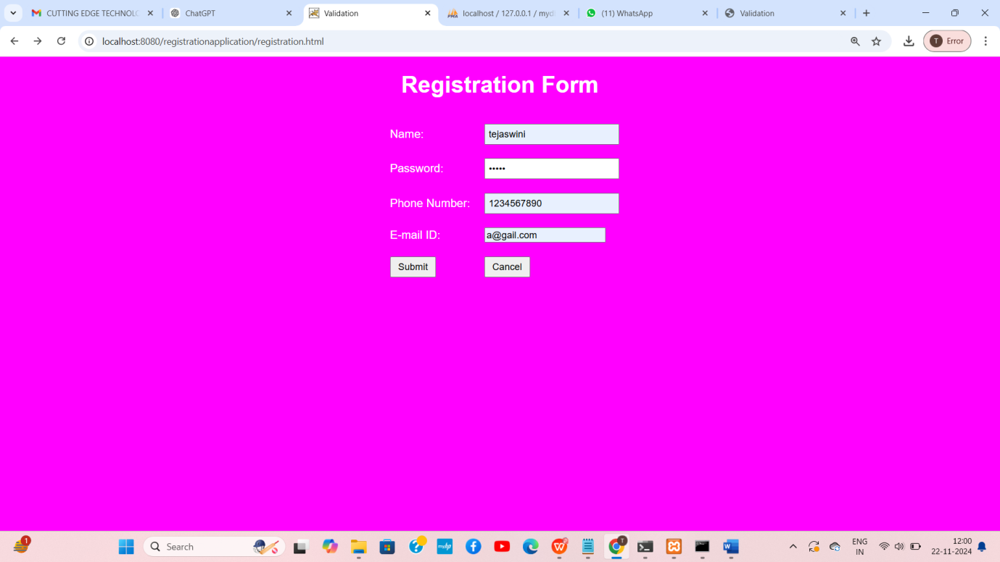 CUTTING EDGE TECHNOLO
ChatGPT
Validation
localhost / 127.0.0.1 / myd
(11) WhatsApp
Validation
localhost:8080/registrationapplication/registration.html
T
Error
Registration Form
Name:
tejaswini
Password:
•••••
Phone Number:
1234567890
E-mail ID:
a@gail.com
Submit
Cancel
1
Search
myhp
T
ENG
IN
12:00
22-11-2024